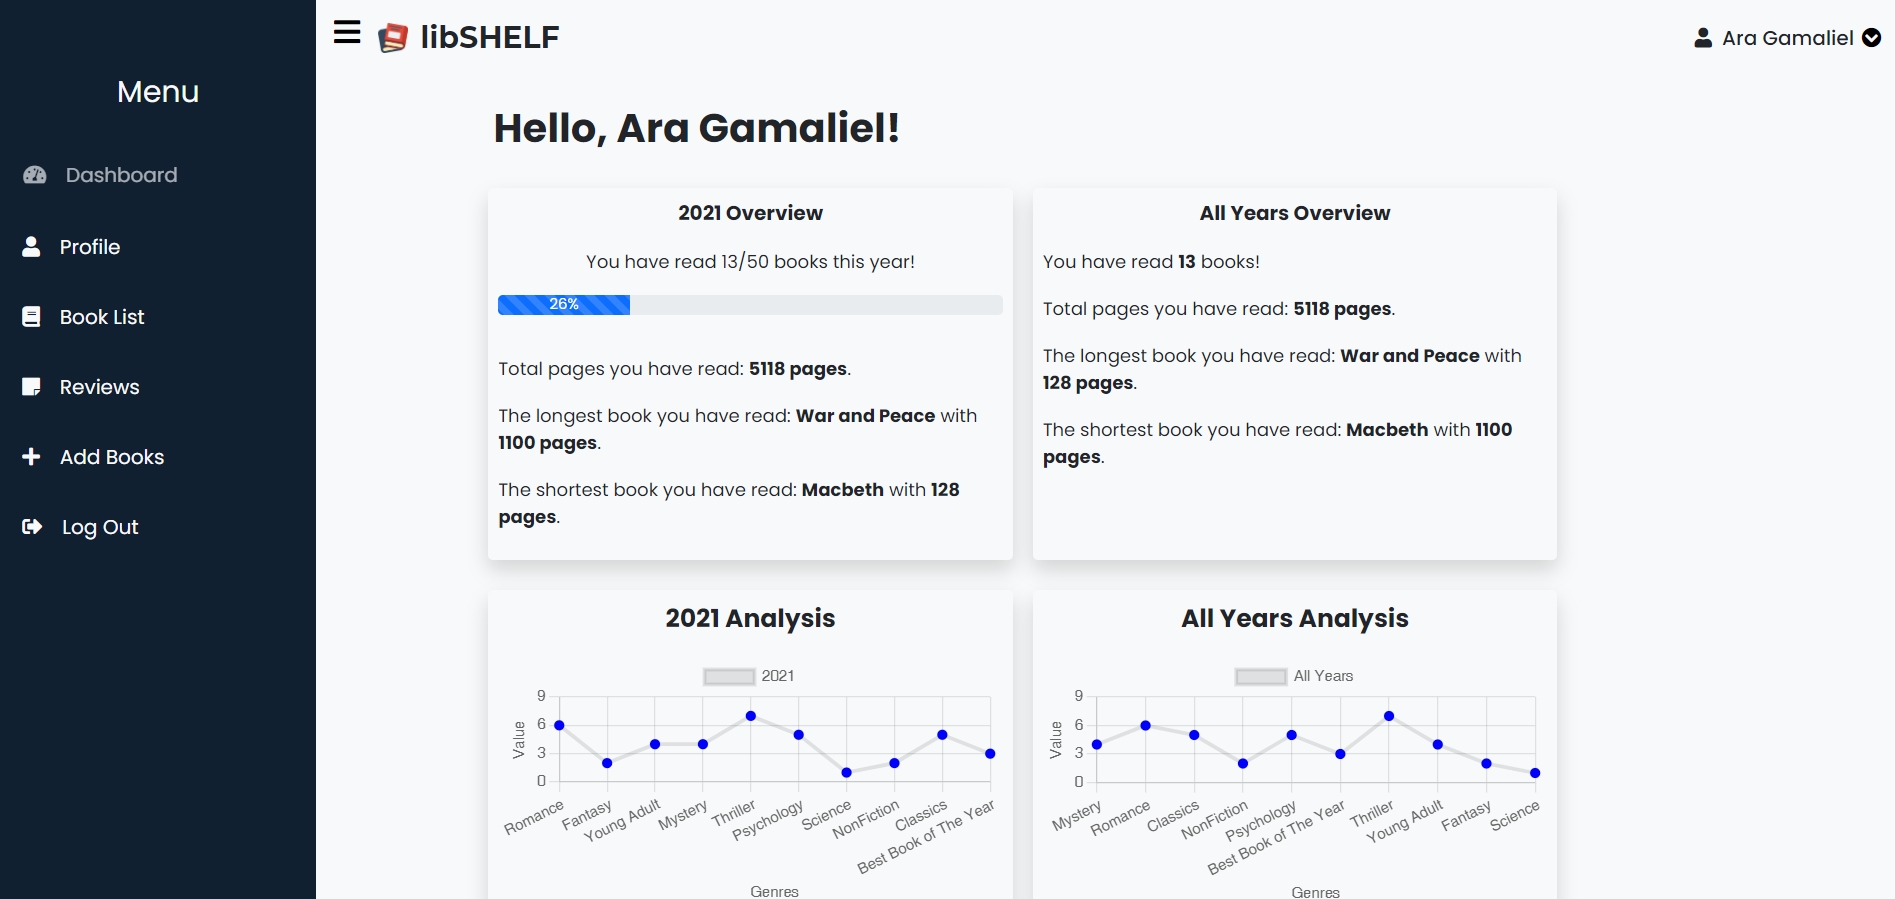 Menu
Dashboard
Profile
Book List
Reviews
Add Books
Log Out
libSHELF
Ara Gamaliel
Hello, Ara Gamaliel!
2021 Overview
You have read 13/50 books this year!
26%
Total pages you have read: 5118 pages.
The longest book you have read: War and Peace with
1100 pages.
The shortest book you have read: Macbeth with 128
pages.
All Years Overview
You have read 13 books!
Total pages you have read: 5118 pages.
The longest book you have read: War and Peace with
128 pages.
The shortest book you have read: Macbeth with 1100
pages.
2021 Analysis
2021
9
6
3
0
Value
Romance
Fantasy
Young Adult
Mystery
Thriller
Psychology
Science
NonFiction
Classics
Best Book of The Year
Genres
All Years Analysis
All Years
9
6
3
0
Value
Mystery
Romance
Classics
NonFiction
Psychology
Best Book of The Year
Thriller
Young Adult
Fantasy
Science
Genres